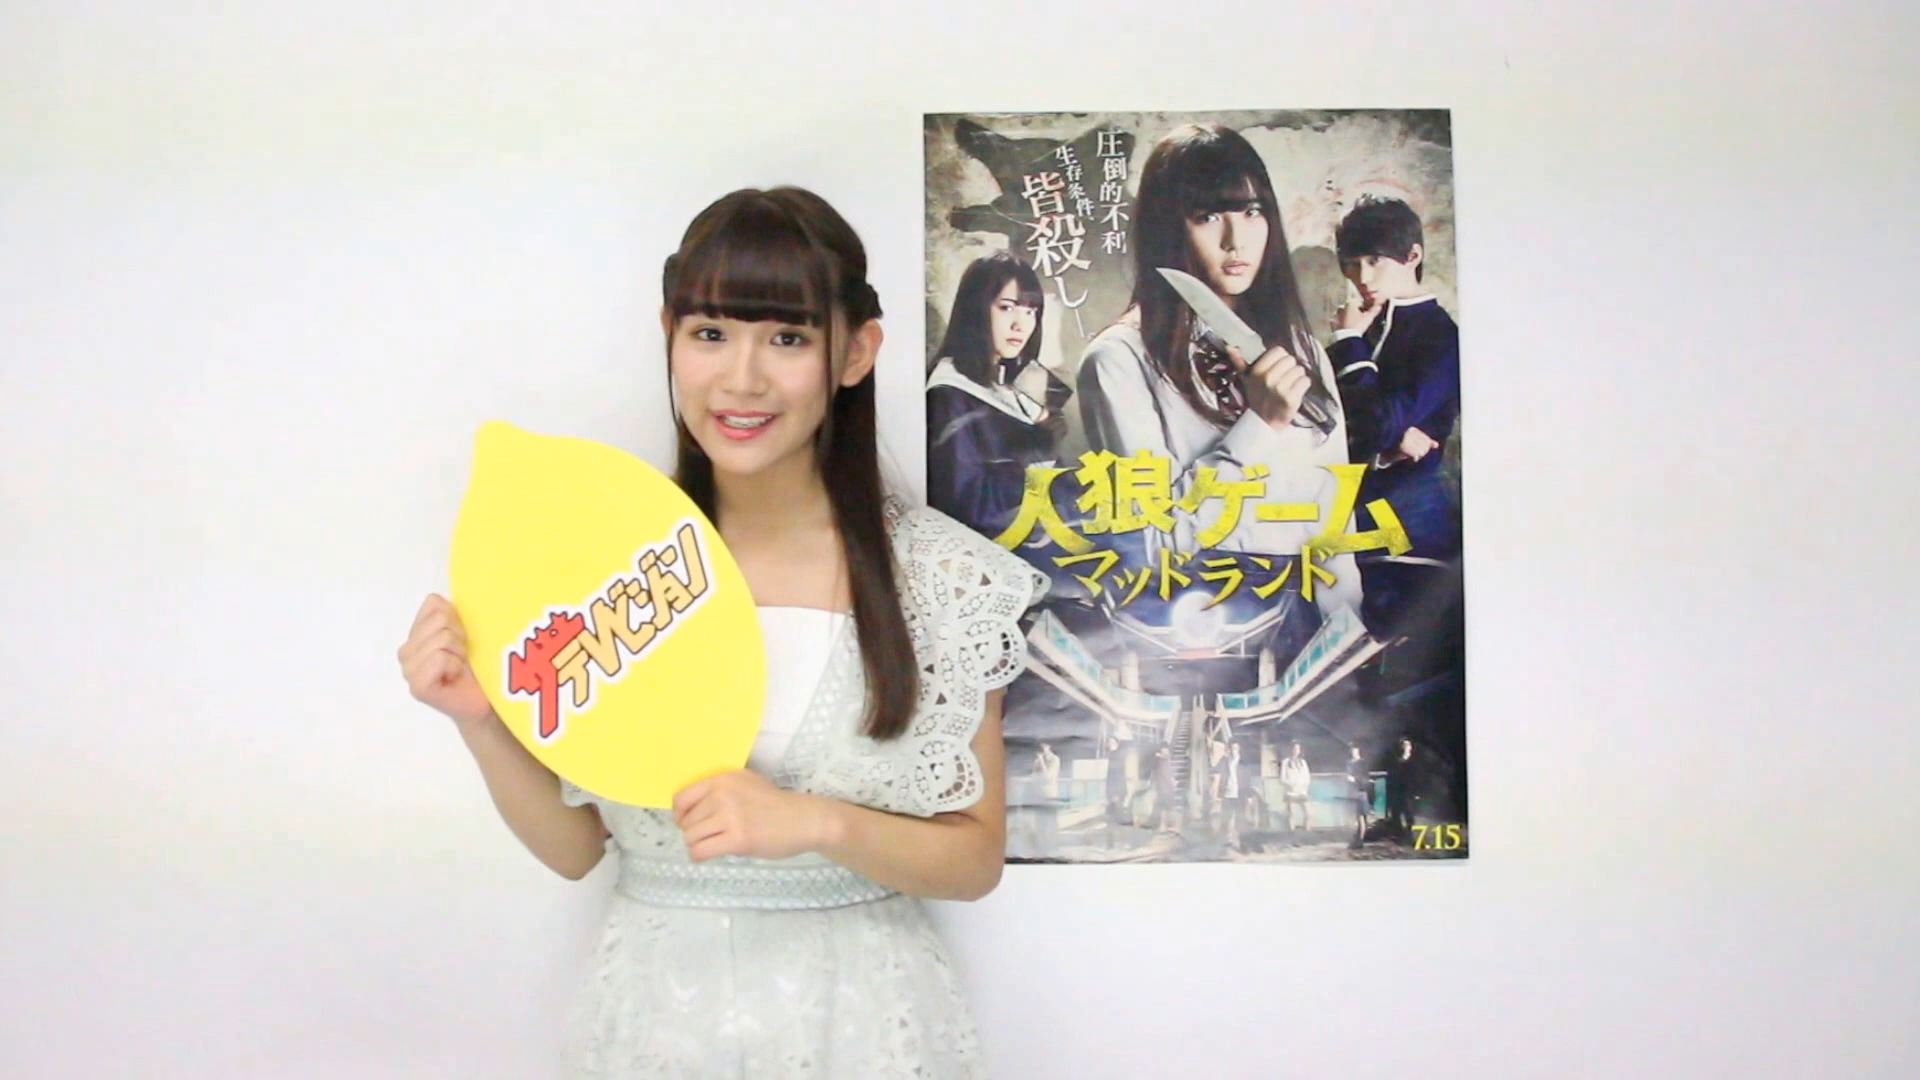 ザテレビジョン
圧倒的不利
生存条件、
皆殺し―
人狼ゲーム
マッドランド
7.15